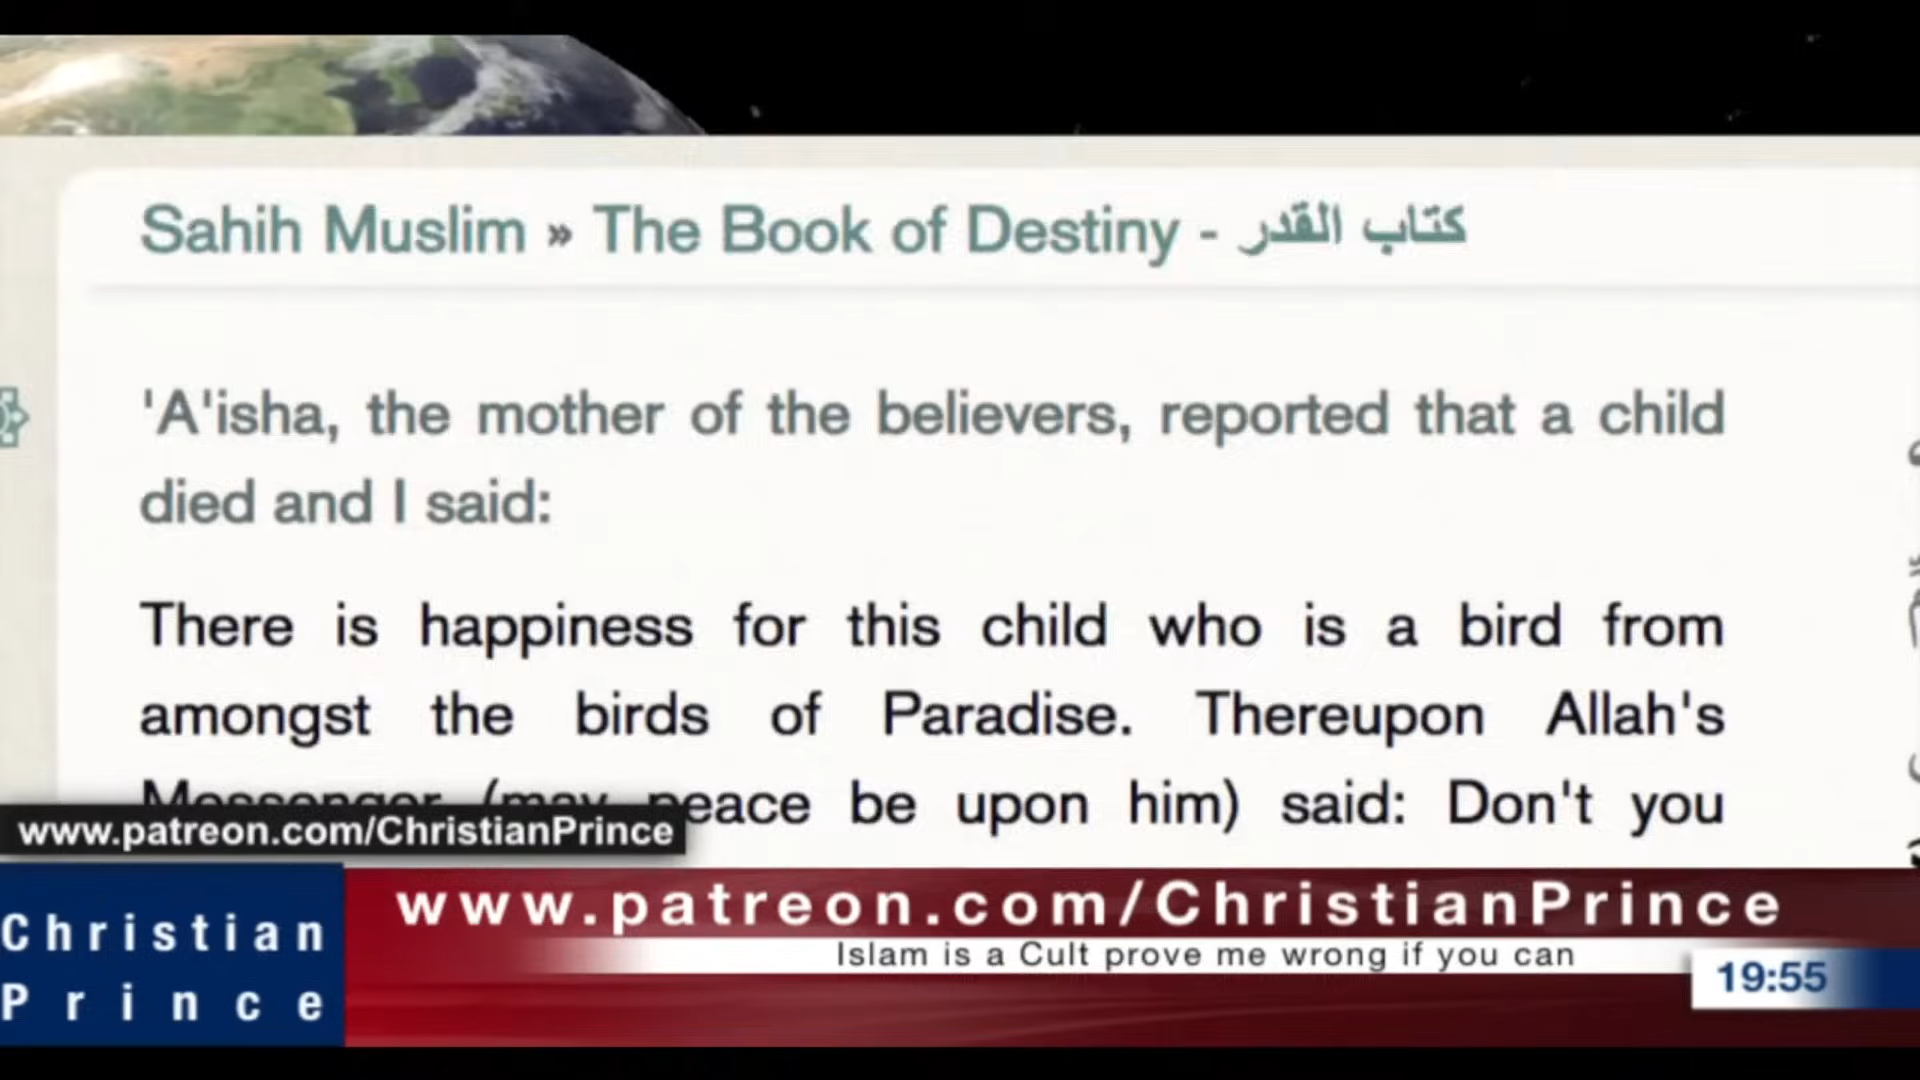 Sahih Muslim » The Book of Destiny - كتاب القدر
'A'isha, the mother of the believers, reported that a child
died and I said:
There is happiness for this child who is a bird from
amongst the birds of Paradise. Thereupon Allah's
Messenger (may peace be upon him) said: Don't you
www.patreon.com/ChristianPrince
Christian
Prince
www.patreon.com/ChristianPrince
Islam is a Cult prove me wrong if you can
19:55